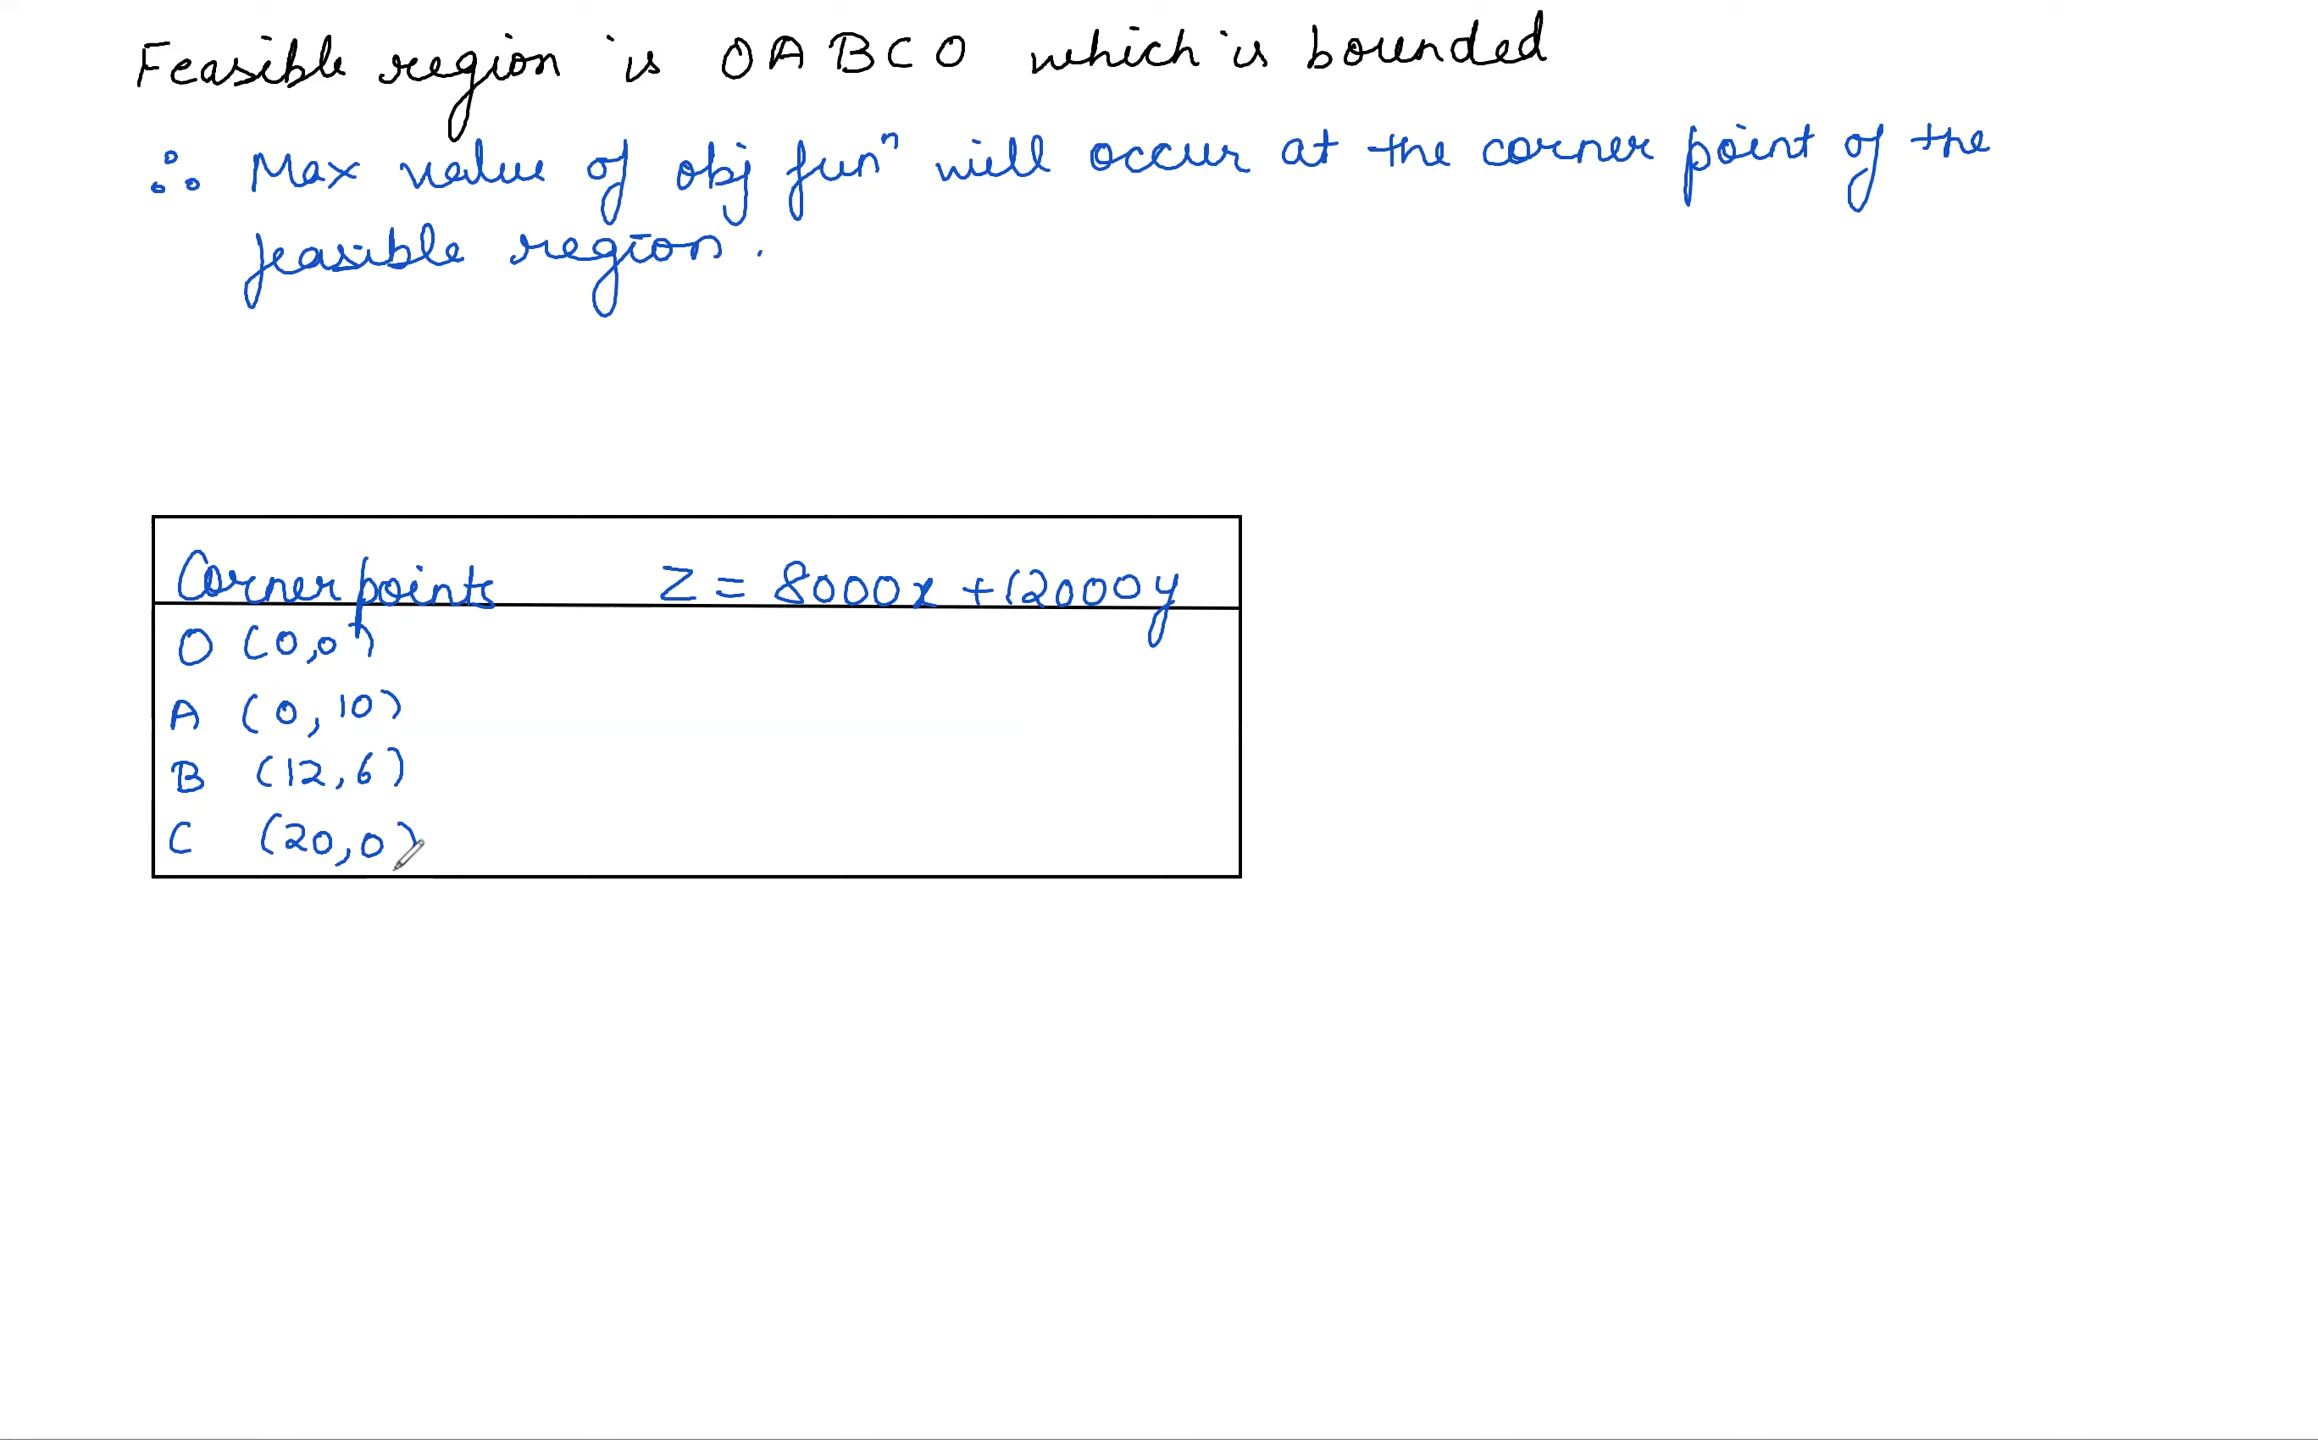 Feasible region is OABCO which is bounded
∴ Max value of obj funⁿ will occur at the corner point of the
feasible region.
Corner points Z = 8000x + 12000y
O (0,0)
A (0, 10)
B (12, 6)
C (20, 0)